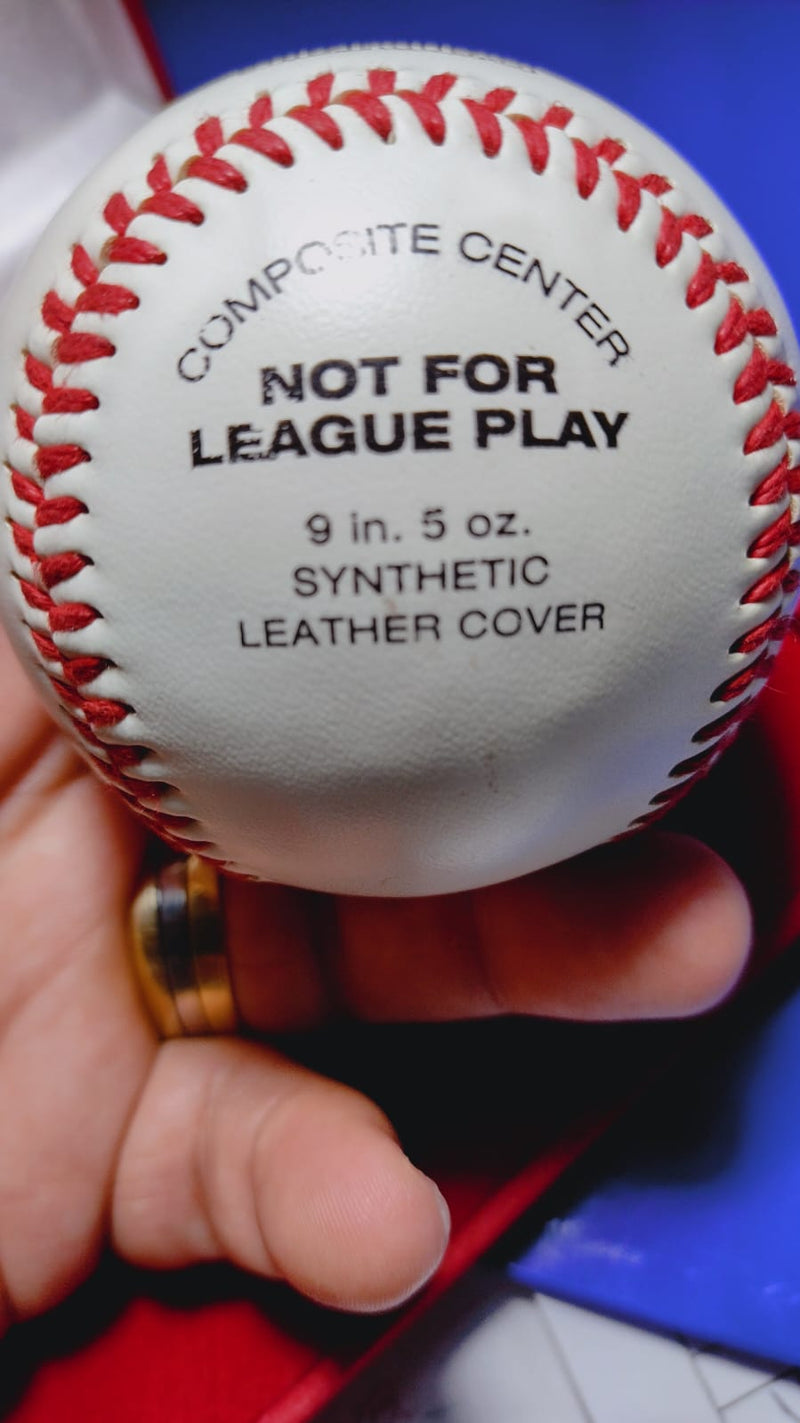 COMPOSITE CENTER
NOT FOR
LEAGUE PLAY
9 in. 5 oz.
SYNTHETIC
LEATHER COVER